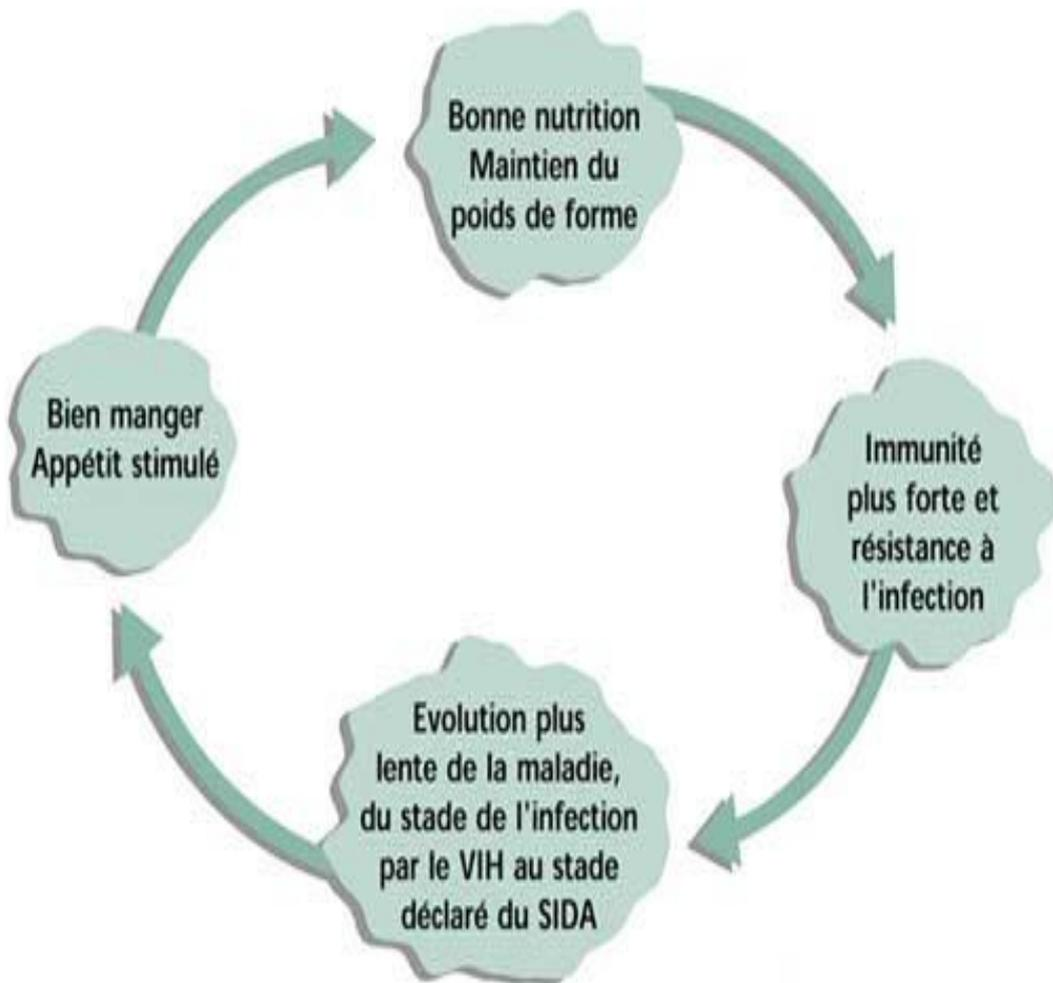 Bonne nutrition
Maintien du
poids de forme
Immunité
plus forte et
résistance à
l'infection
Evolution plus
lente de la maladie,
du stade de l'infection
par le VIH au stade
déclaré du SIDA
Bien manger
Appétit stimulé